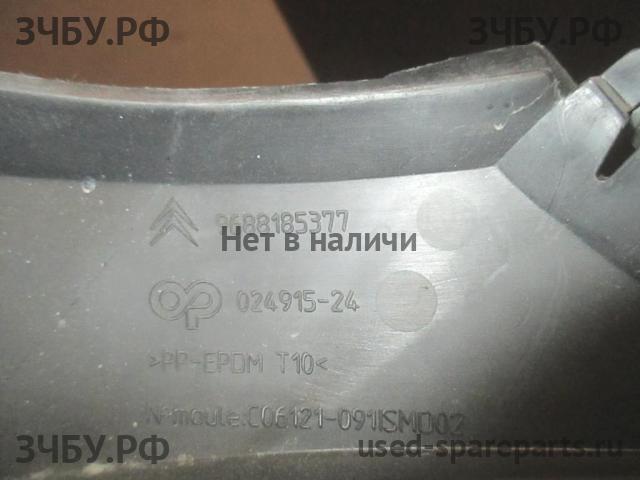 ЗЧБУ.РФ ЗЧБУ.РФ
9688185377
Нет в наличи
OP 024915-24
>PP-EPDM T10<
N°moule:C06121-091ISMD02
ЗЧБУ.РФ used-spareparts.ru